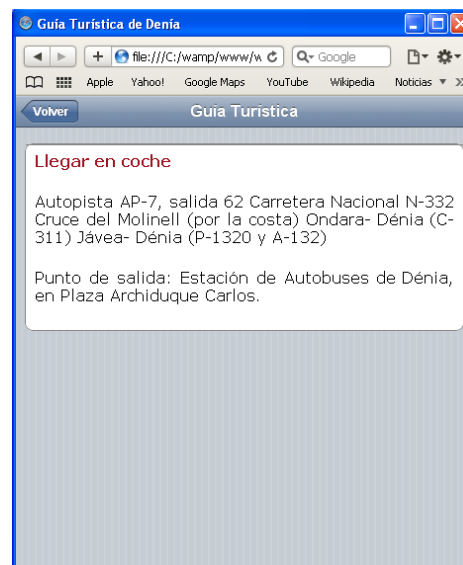 Guía Turística de Denía
file:///C:/wamp/www/w
Google
Apple Yahoo! Google Maps YouTube Wikipedia Noticias
Volver
Guía Turística
Llegar en coche
Autopista AP-7, salida 62 Carretera Nacional N-332
Cruce del Molinell (por la costa) Ondara- Dénia (C-
311) Jávea- Dénia (P-1320 y A-132)
Punto de salida: Estación de Autobuses de Dénia,
en Plaza Archiduque Carlos.